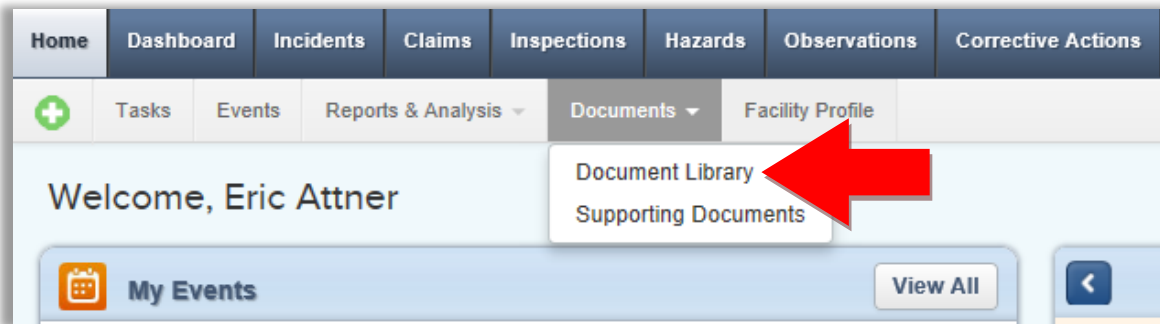 Home Dashboard Incidents Claims Inspections Hazards Observations Corrective Actions
Tasks Events Reports & Analysis Documents Facility Profile
Document Library
Supporting Documents
Welcome, Eric Attner
My Events View All